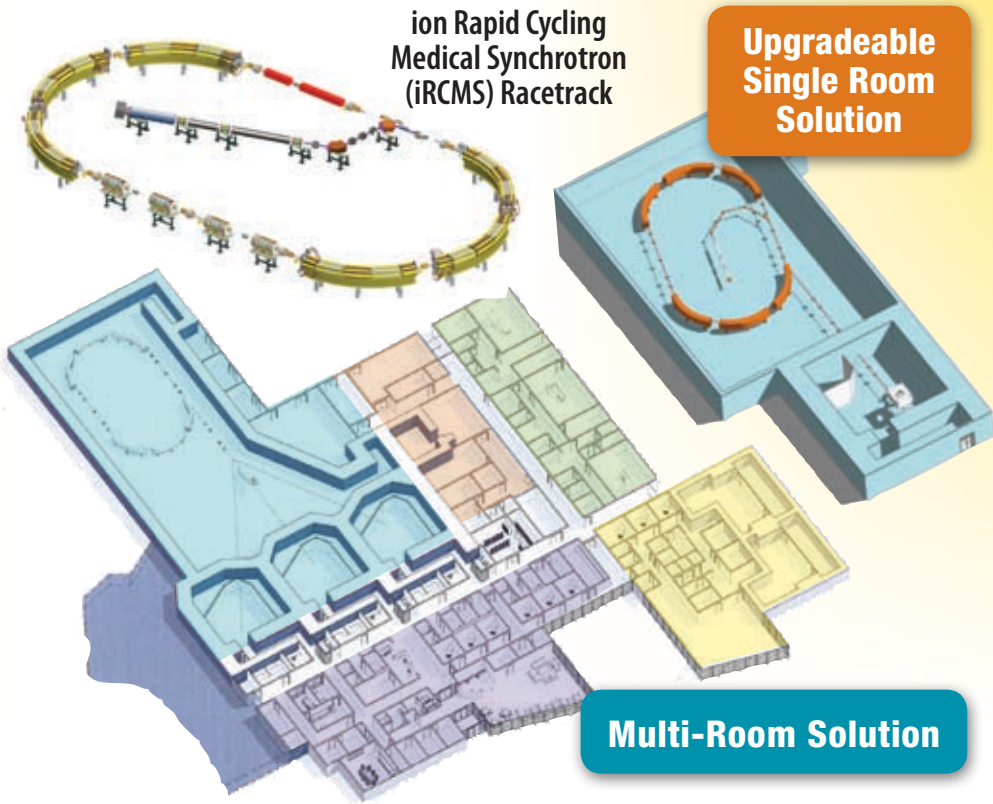 ion Rapid Cycling
Medical Synchrotron
(iRCMS) Racetrack
Upgradeable
Single Room
Solution
Multi-Room Solution